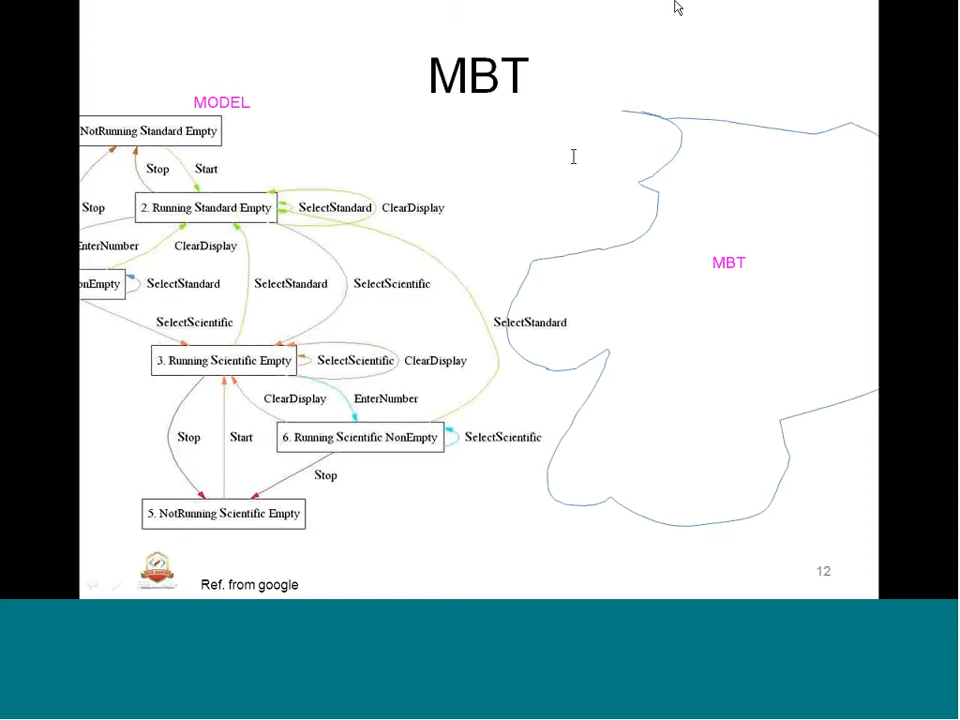 MBT
MODEL
NotRunning Standard Empty
Stop
Start
Stop
2. Running Standard Empty
SelectStandard
ClearDisplay
EnterNumber
ClearDisplay
MBT
onEmpty
SelectStandard
SelectStandard
SelectScientific
SelectScientific
SelectStandard
3. Running Scientific Empty
SelectScientific
ClearDisplay
ClearDisplay
EnterNumber
Stop
Start
6. Running Scientific NonEmpty
SelectScientific
Stop
5. NotRunning Scientific Empty
Ref. from google
12